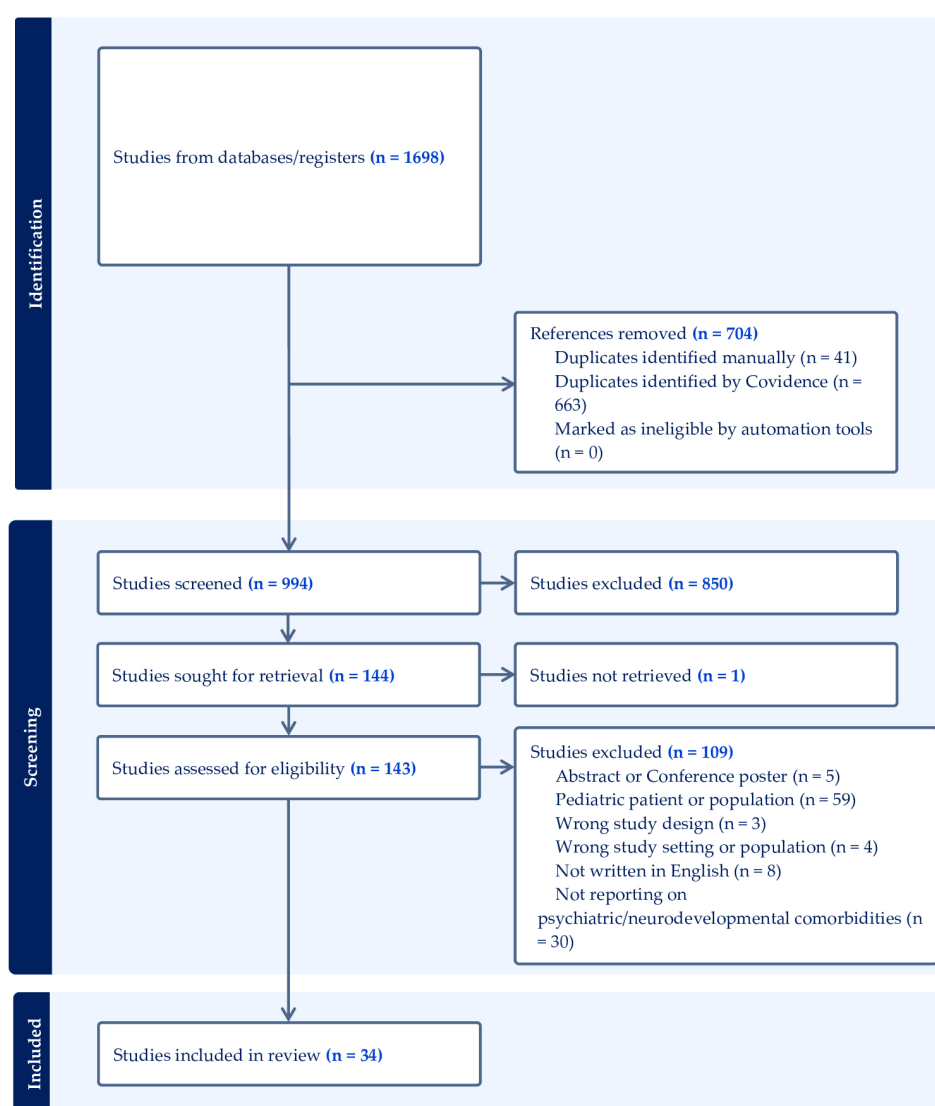 Identification
Studies from databases/registers (n = 1698)
References removed (n = 704)
Duplicates identified manually (n = 41)
Duplicates identified by Covidence (n =
663)
Marked as ineligible by automation tools
(n = 0)
Screening
Studies screened (n = 994)
Studies excluded (n = 850)
Studies sought for retrieval (n = 144)
Studies not retrieved (n = 1)
Studies assessed for eligibility (n = 143)
Studies excluded (n = 109)
Abstract or Conference poster (n = 5)
Pediatric patient or population (n = 59)
Wrong study design (n = 3)
Wrong study setting or population (n = 4)
Not written in English (n = 8)
Not reporting on
psychiatric/neurodevelopmental comorbidities (n
= 30)
Included
Studies included in review (n = 34)